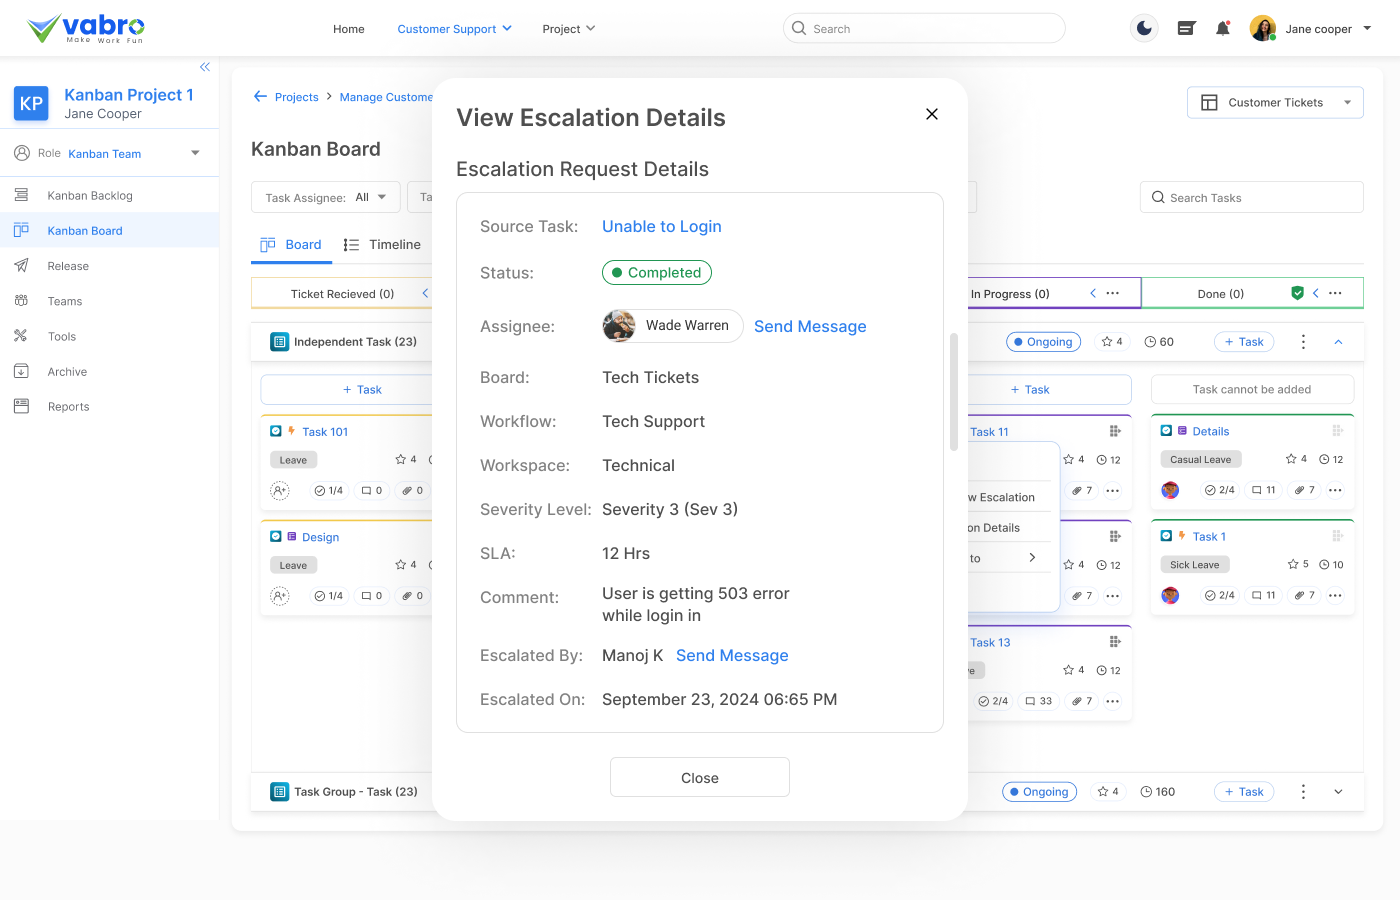 vabro
Make Work Fun
Home
Customer Support
Project
Search
Jane cooper
KP
Kanban Project 1
Jane Cooper
Role Kanban Team
Kanban Backlog
Kanban Board
Release
Teams
Tools
Archive
Reports
Projects > Manage Custome
Customer Tickets
Kanban Board
Task Assignee: All
Ta
Search Tasks
Board
Timeline
Ticket Recieved (0)
In Progress (0)
Done (0)
Independent Task (23)
Ongoing
4
60
+ Task
+ Task
+ Task
Task cannot be added
Task 101
Leave
4
1/4
0
0
Design
Leave
4
1/4
0
0
Task 11
4
12
7
w Escalation
on Details
to
4
12
7
Task 13
ve
4
12
2/4
33
7
Details
Casual Leave
4
12
2/4
11
7
Task 1
Sick Leave
5
10
2/4
11
7
Task Group - Task (23)
Ongoing
4
160
+ Task
View Escalation Details
Escalation Request Details
Source Task: Unable to Login
Status: Completed
Assignee: Wade Warren Send Message
Board: Tech Tickets
Workflow: Tech Support
Workspace: Technical
Severity Level: Severity 3 (Sev 3)
SLA: 12 Hrs
Comment: User is getting 503 error
while login in
Escalated By: Manoj K Send Message
Escalated On: September 23, 2024 06:65 PM
Close